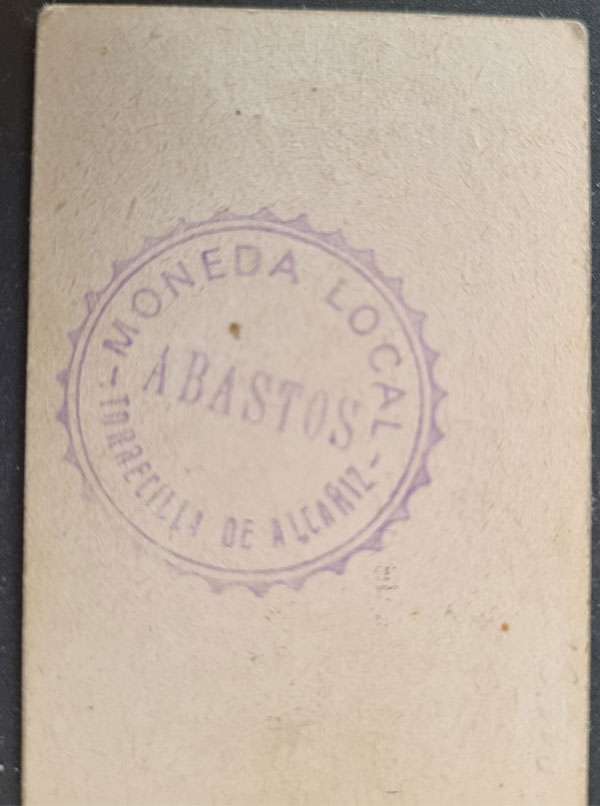 MONEDA LOCAL
ABASTOS
TORRECILLA DE ALCAÑIZ